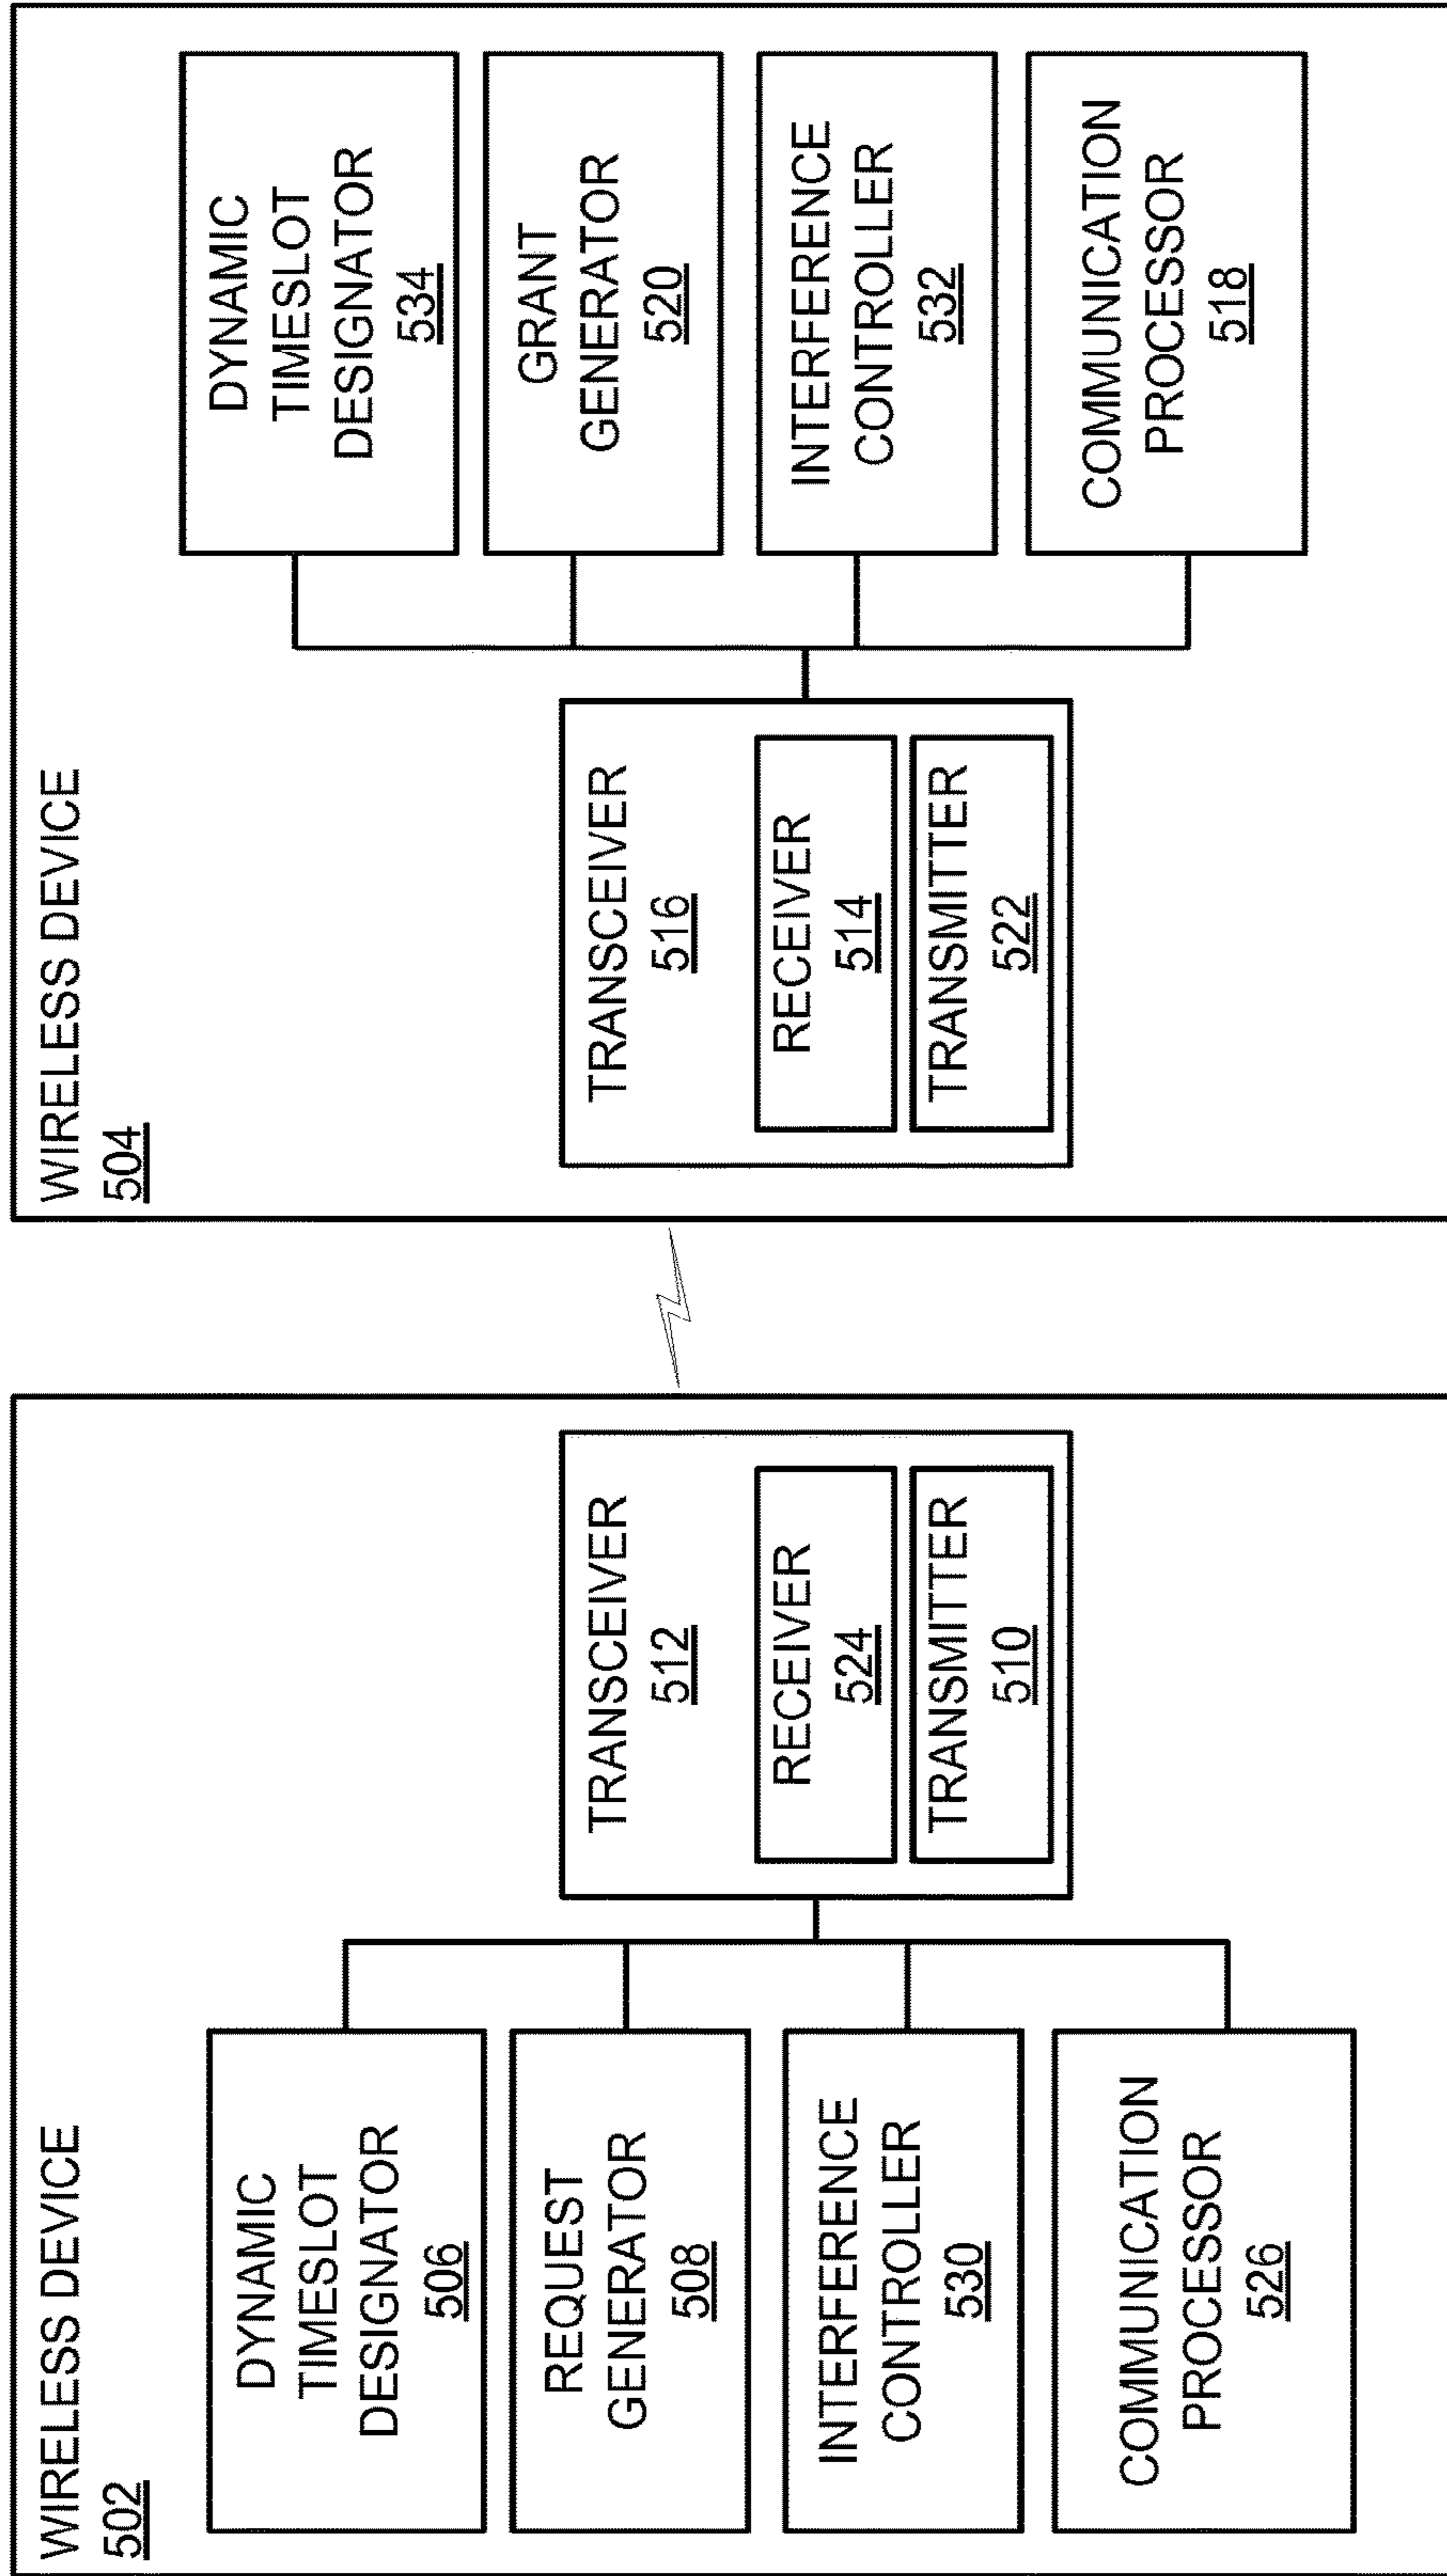 WIRELESS DEVICE
502
DYNAMIC
TIMESLOT
DESIGNATOR
506
REQUEST
GENERATOR
508
INTERFERENCE
CONTROLLER
530
COMMUNICATION
PROCESSOR
526
TRANSCEIVER
512
RECEIVER
524
TRANSMITTER
510
WIRELESS DEVICE
504
TRANSCEIVER
516
RECEIVER
514
TRANSMITTER
522
DYNAMIC
TIMESLOT
DESIGNATOR
534
GRANT
GENERATOR
520
INTERFERENCE
CONTROLLER
532
COMMUNICATION
PROCESSOR
518